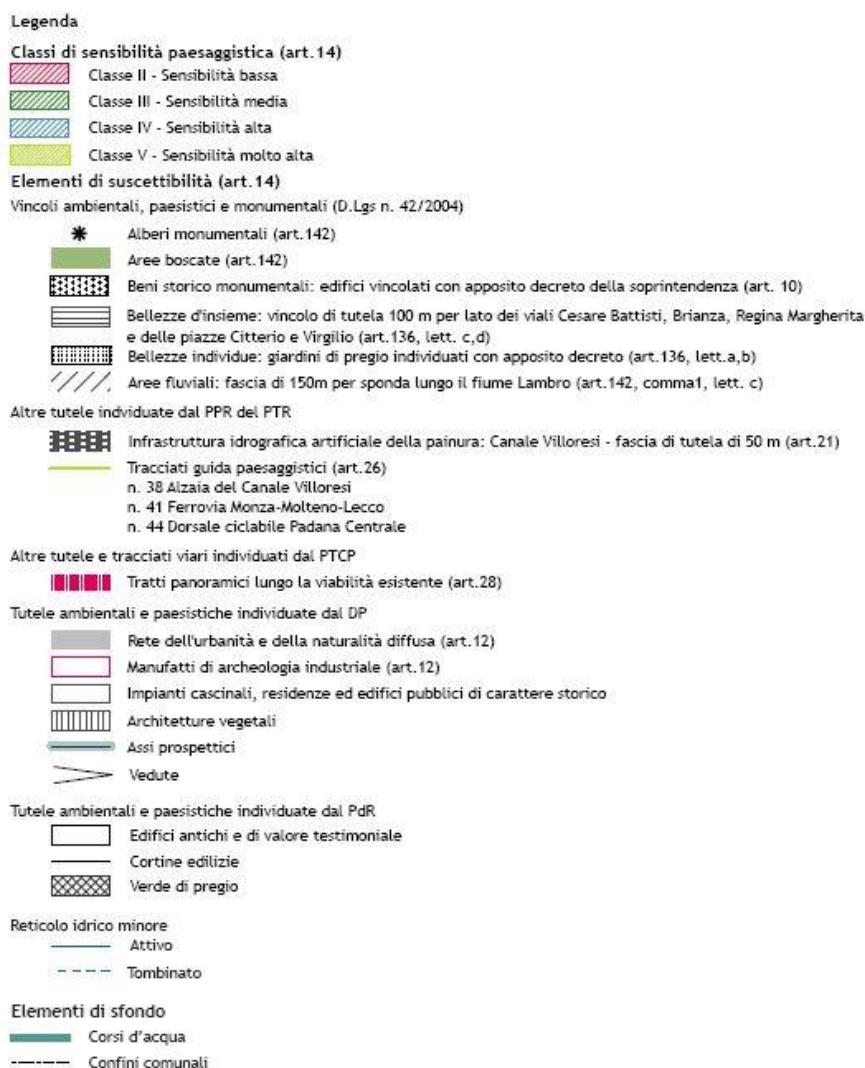 Legenda
Classi di sensibilità paesaggistica (art.14)
Classe II - Sensibilità bassa
Classe III - Sensibilità media
Classe IV - Sensibilità alta
Classe V - Sensibilità molto alta
Elementi di suscettibilità (art.14)
Vincoli ambientali, paesistici e monumentali (D.Lgs n. 42/2004)
Alberi monumentali (art.142)
Aree boscate (art.142)
Beni storico monumentali: edifici vincolati con apposito decreto della soprintendenza (art. 10)
Bellezze d'insieme: vincolo di tutela 100 m per lato dei viali Cesare Battisti, Brianza, Regina Margherita
e delle piazze Citterio e Virgilio (art.136, lett. c,d)
Bellezze individue: giardini di pregio individuati con apposito decreto (art.136, lett.a,b)
Aree fluviali: fascia di 150m per sponda lungo il fiume Lambro (art.142, comma1, lett. c)
Altre tutele indviduate dal PPR del PTR
Infrastruttura idrografica artificiale della painura: Canale Villoresi - fascia di tutela di 50 m (art.21)
Tracciati guida paesaggistici (art.26)
n. 38 Alzaia del Canale Villoresi
n. 41 Ferrovia Monza-Molteno-Lecco
n. 44 Dorsale ciclabile Padana Centrale
Altre tutele e tracciati viari individuati dal PTCP
Tratti panoramici lungo la viabilità esistente (art.28)
Tutele ambientali e paesistiche individuate dal DP
Rete dell'urbanità e della naturalità diffusa (art.12)
Manufatti di archeologia industriale (art.12)
Impianti cascinali, residenze ed edifici pubblici di carattere storico
Architetture vegetali
Assi prospettici
Vedute
Tutele ambientali e paesistiche individuate dal PdR
Edifici antichi e di valore testimoniale
Cortine edilizie
Verde di pregio
Reticolo idrico minore
Attivo
Tombinato
Elementi di sfondo
Corsi d'acqua
Confini comunali